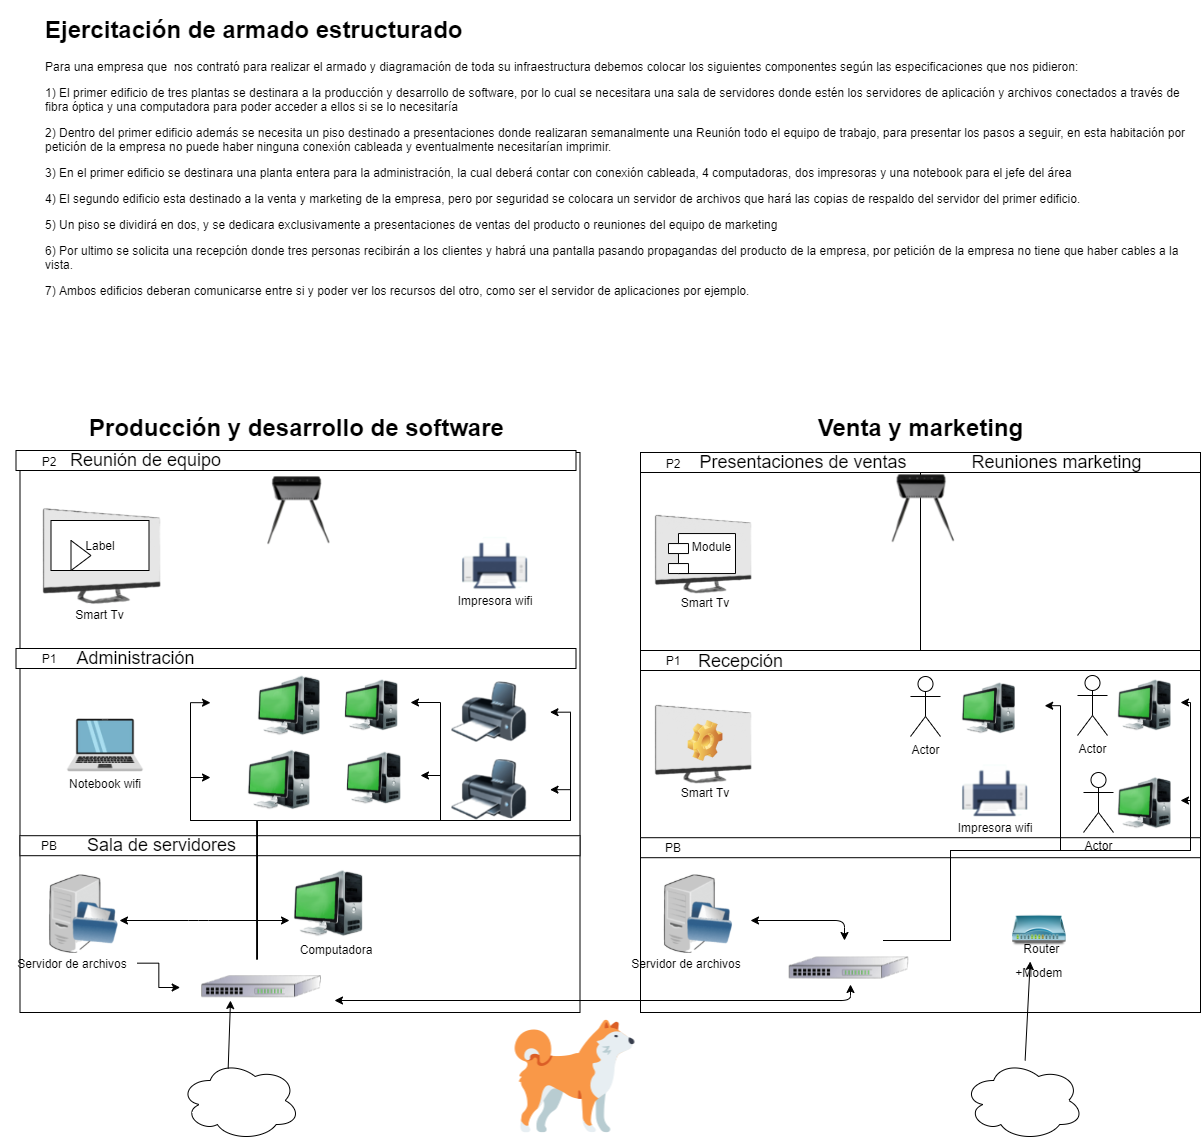 Ejercitación de armado estructurado
Para una empresa que  nos contrató para realizar el armado y diagramación de toda su infraestructura debemos colocar los siguientes componentes según las especificaciones que nos pidieron:
1) El primer edificio de tres plantas se destinara a la producción y desarrollo de software, por lo cual se necesitara una sala de servidores donde estén los servidores de aplicación y archivos conectados a través de
fibra óptica y una computadora para poder acceder a ellos si se lo necesitaría
2) Dentro del primer edificio además se necesita un piso destinado a presentaciones donde realizaran semanalmente una Reunión todo el equipo de trabajo, para presentar los pasos a seguir, en esta habitación por
petición de la empresa no puede haber ninguna conexión cableada y eventualmente necesitarían imprimir.
3) En el primer edificio se destinara una planta entera para la administración, la cual deberá contar con conexión cableada, 4 computadoras, dos impresoras y una notebook para el jefe del área
4) El segundo edificio esta destinado a la venta y marketing de la empresa, pero por seguridad se colocara un servidor de archivos que hará las copias de respaldo del servidor del primer edificio.
5) Un piso se dividirá en dos, y se dedicara exclusivamente a presentaciones de ventas del producto o reuniones del equipo de marketing
6) Por ultimo se solicita una recepción donde tres personas recibirán a los clientes y habrá una pantalla pasando propagandas del producto de la empresa, por petición de la empresa no tiene que haber cables a la
vista.
7) Ambos edificios deberan comunicarse entre si y poder ver los recursos del otro, como ser el servidor de aplicaciones por ejemplo.
Producción y desarrollo de software
Venta y marketing
P2 Reunión de equipo
P2 Presentaciones de ventas Reuniones marketing
Label
Module
Impresora wifi
Smart Tv
Smart Tv
P1 Administración
P1 Recepción
Actor
Actor
Notebook wifi
Smart Tv
Impresora wifi
Actor
PB Sala de servidores
PB
Computadora
Router
Servidor de archivos
Servidor de archivos
+Modem